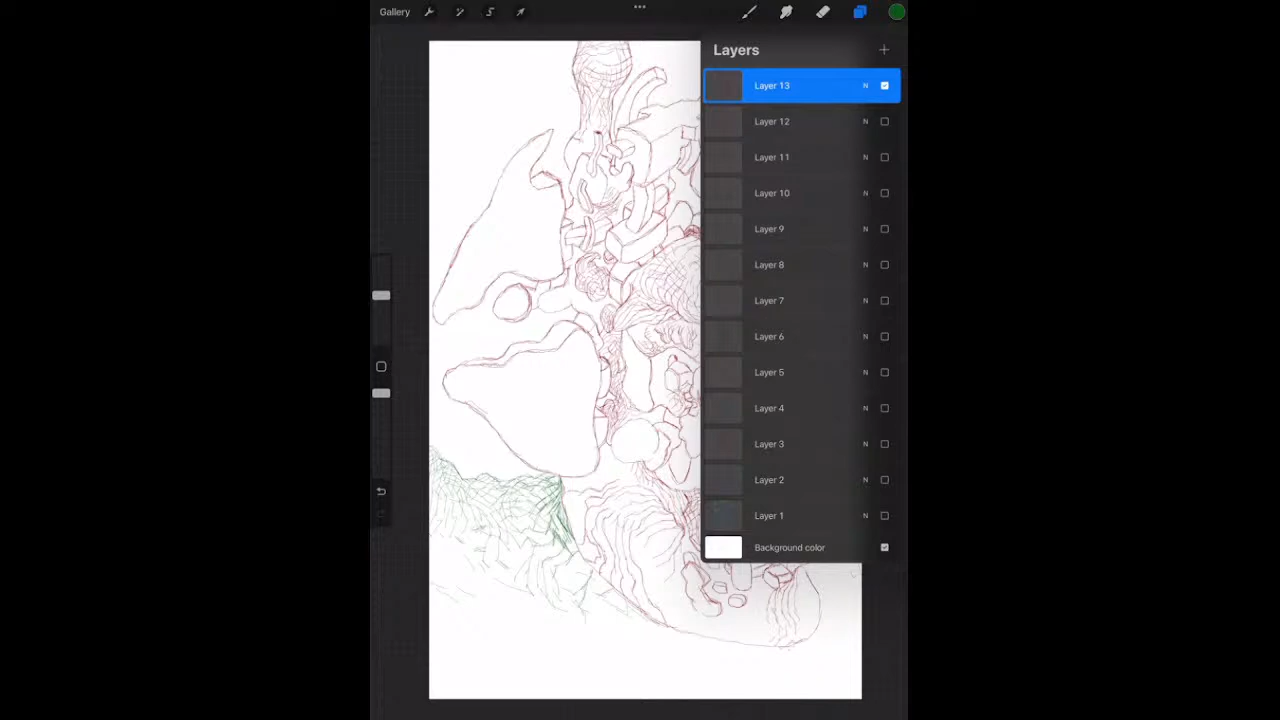 Gallery
Layers
Layer 13 N
Layer 12 N
Layer 11 N
Layer 10 N
Layer 9 N
Layer 8 N
Layer 7 N
Layer 6 N
Layer 5 N
Layer 4 N
Layer 3 N
Layer 2 N
Layer 1 N
Background color